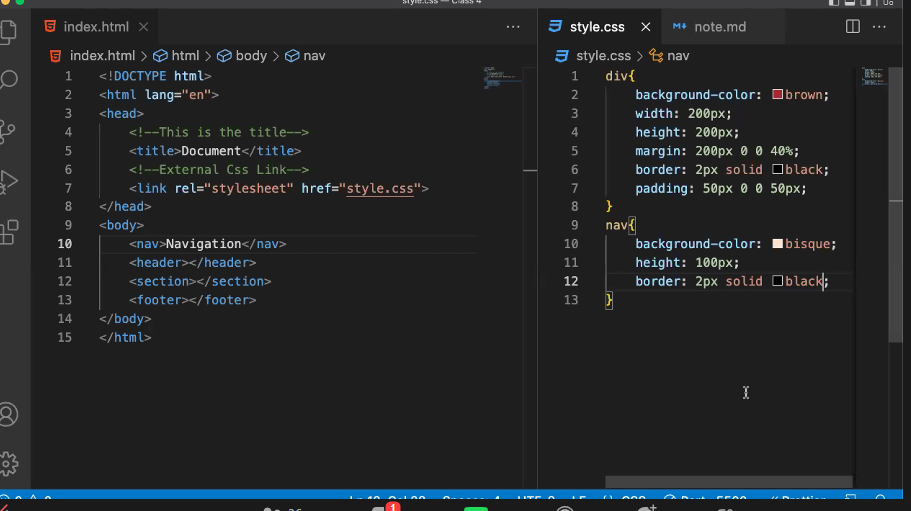 style.css — Class 4
index.html
index.html > html > body > nav
1 <!DOCTYPE html>
2 <html lang="en">
3 <head>
4 <!--This is the title-->
5 <title>Document</title>
6 <!--External Css Link-->
7 <link rel="stylesheet" href="style.css">
8 </head>
9 <body>
10 <nav>Navigation</nav>
11 <header></header>
12 <section></section>
13 <footer></footer>
14 </body>
15 </html>
style.css
note.md
style.css > nav
1 div{
2 background-color: brown;
3 width: 200px;
4 height: 200px;
5 margin: 200px 0 0 40%;
6 border: 2px solid black;
7 padding: 50px 0 0 50px;
8 }
9 nav{
10 background-color: bisque;
11 height: 100px;
12 border: 2px solid black;
13 }
1